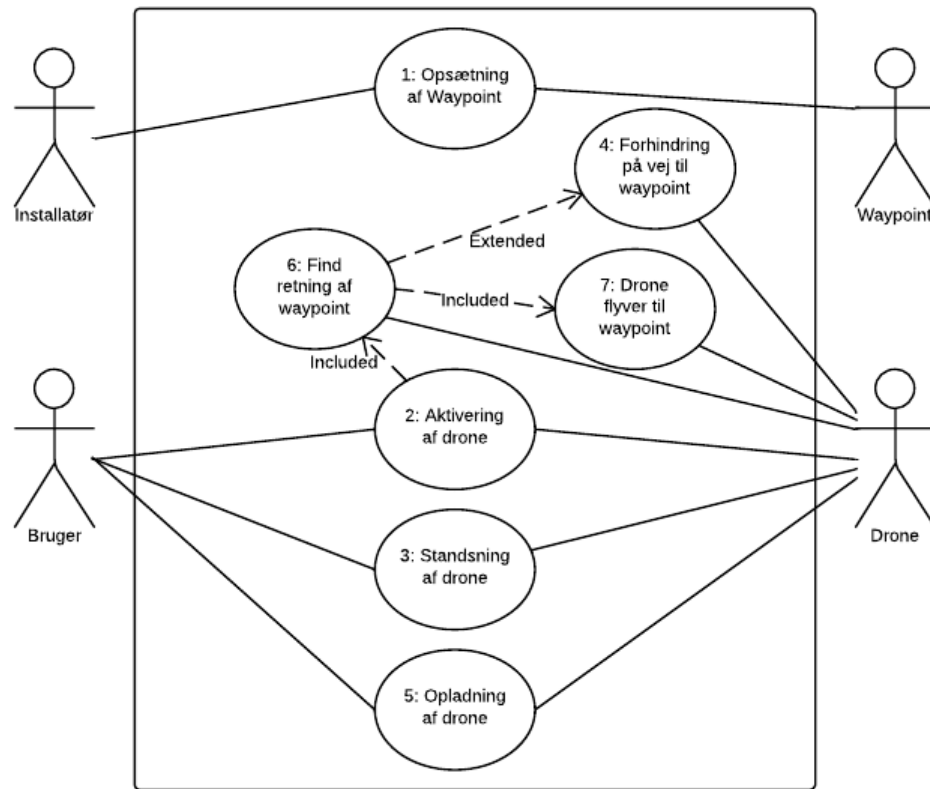 1: Opsætning
af Waypoint
Installatør
4: Forhindring
på vej til
waypoint
Waypoint
Extended
6: Find
retning af
waypoint
Included
7: Drone
flyver til
waypoint
Included
2: Aktivering
af drone
Bruger
Drone
3: Standsning
af drone
5: Opladning
af drone